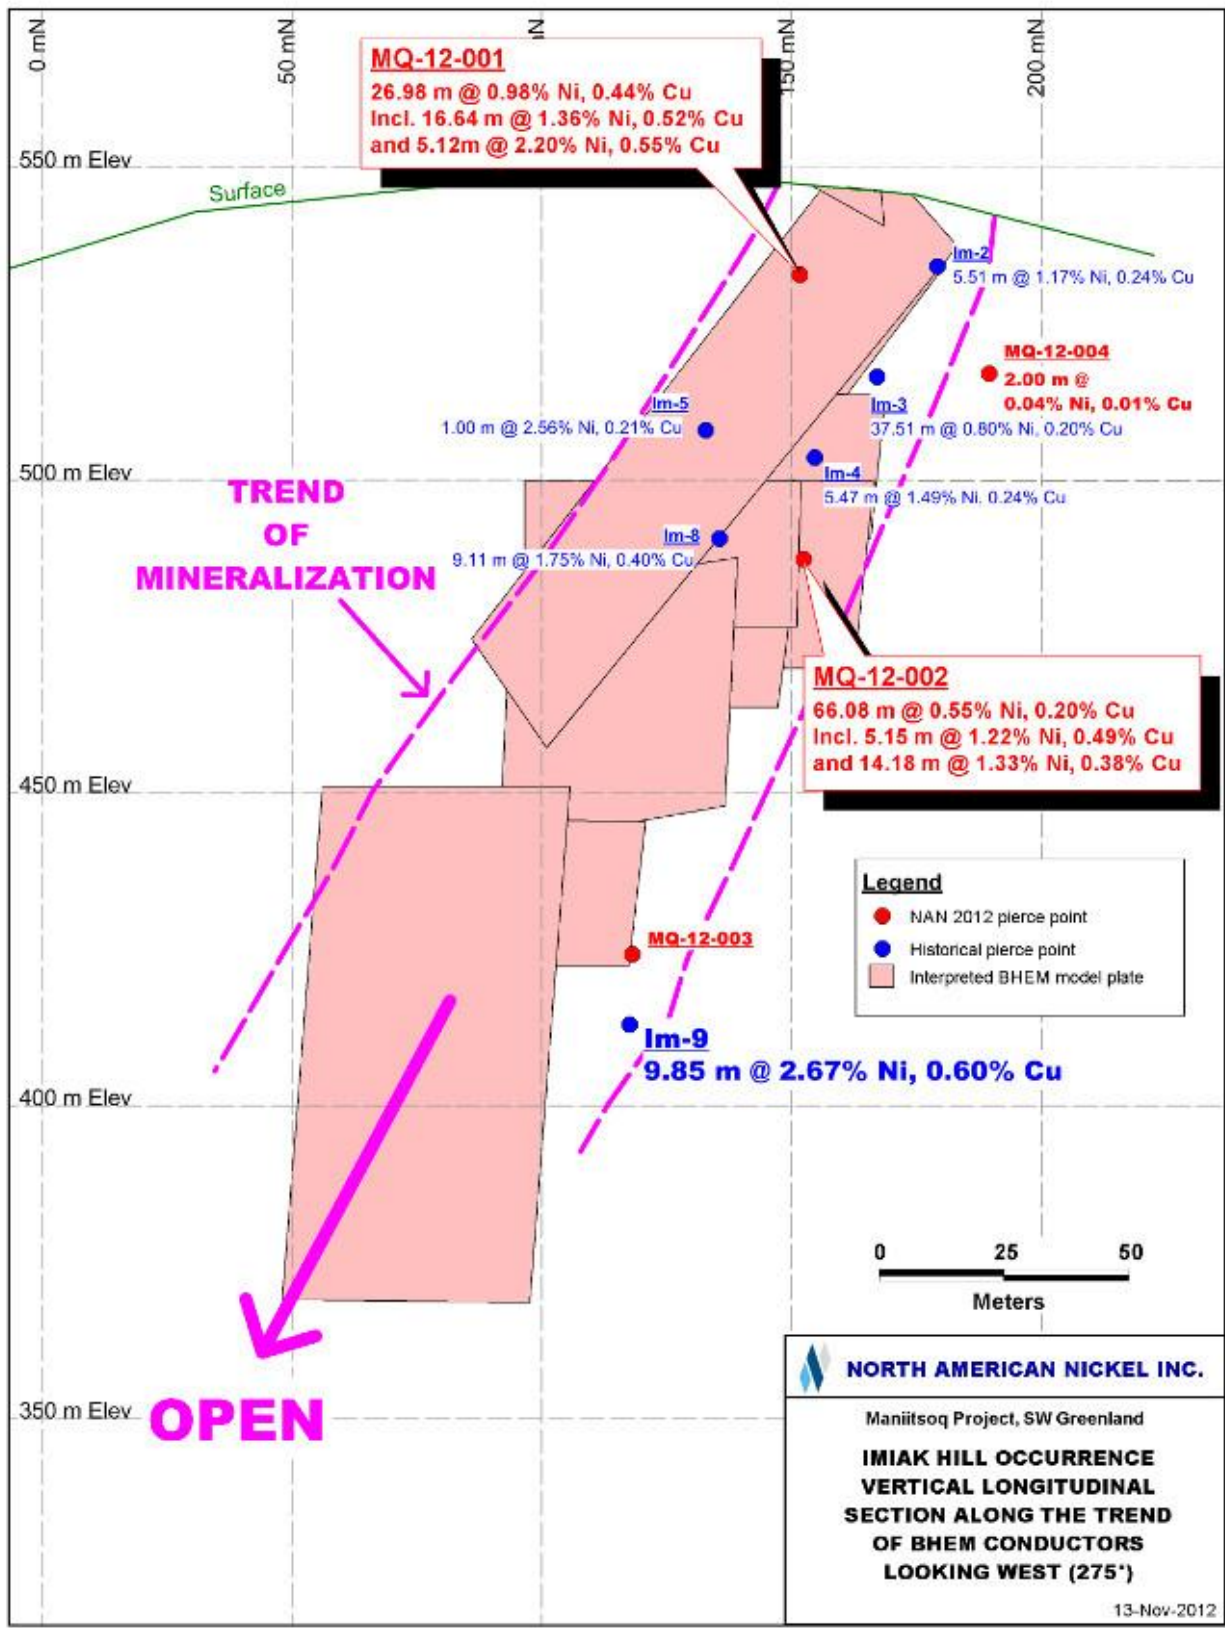 0 mN
50 mN
150 mN
200 mN
MQ-12-001
26.98 m @ 0.98% Ni, 0.44% Cu
Incl. 16.64 m @ 1.36% Ni, 0.52% Cu
and 5.12m @ 2.20% Ni, 0.55% Cu
550 m Elev
Surface
Im-2
5.51 m @ 1.17% Ni, 0.24% Cu
MQ-12-004
2.00 m @
0.04% Ni, 0.01% Cu
Im-5
1.00 m @ 2.56% Ni, 0.21% Cu
Im-3
37.51 m @ 0.80% Ni, 0.20% Cu
500 m Elev
Im-4
5.47 m @ 1.49% Ni, 0.24% Cu
TREND
OF
MINERALIZATION
Im-8
9.11 m @ 1.75% Ni, 0.40% Cu
MQ-12-002
66.08 m @ 0.55% Ni, 0.20% Cu
Incl. 5.15 m @ 1.22% Ni, 0.49% Cu
and 14.18 m @ 1.33% Ni, 0.38% Cu
450 m Elev
Legend
NAN 2012 pierce point
Historical pierce point
Interpreted BHEM model plate
MQ-12-003
Im-9
9.85 m @ 2.67% Ni, 0.60% Cu
400 m Elev
0 25 50
Meters
OPEN
350 m Elev
NORTH AMERICAN NICKEL INC.
Maniitsoq Project, SW Greenland
IMIAK HILL OCCURRENCE
VERTICAL LONGITUDINAL
SECTION ALONG THE TREND
OF BHEM CONDUCTORS
LOOKING WEST (275°)
13-Nov-2012